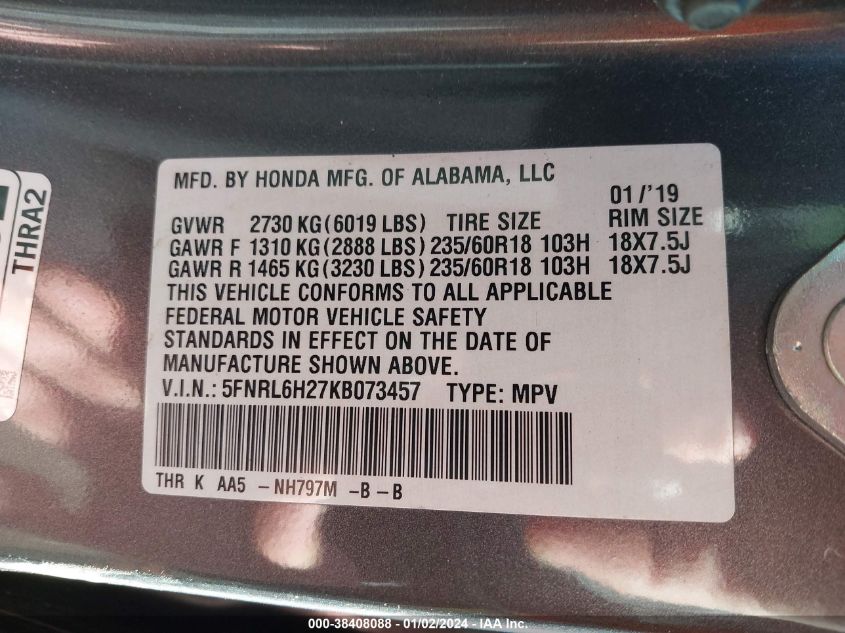 MFD. BY HONDA MFG. OF ALABAMA, LLC
01/'19
GVWR 2730 KG(6019 LBS) TIRE SIZE RIM SIZE
GAWR F 1310 KG(2888 LBS) 235/60R18 103H 18X7.5J
GAWR R 1465 KG(3230 LBS) 235/60R18 103H 18X7.5J
THIS VEHICLE CONFORMS TO ALL APPLICABLE
FEDERAL MOTOR VEHICLE SAFETY
STANDARDS IN EFFECT ON THE DATE OF
MANUFACTURE SHOWN ABOVE.
V.I.N.: 5FNRL6H27KB073457 TYPE: MPV
THR K AA5 -NH797M -B-B
THRA2
000-38408088 - 01/02/2024 - IAA Inc.